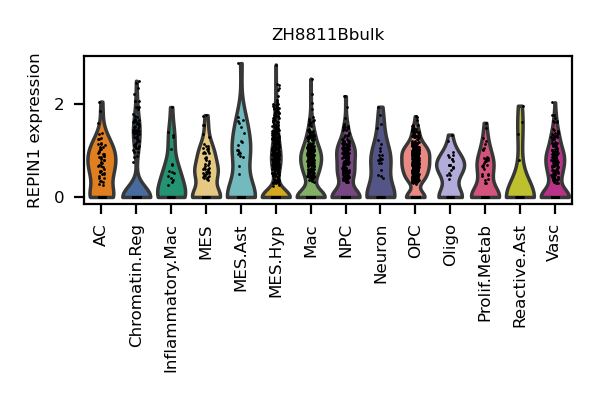 ZH8811Bbulk
REPIN1 expression
2
0
AC
Chromatin.Reg
Inflammatory.Mac
MES
MES.Ast
MES.Hyp
Mac
NPC
Neuron
OPC
Oligo
Prolif.Metab
Reactive.Ast
Vasc